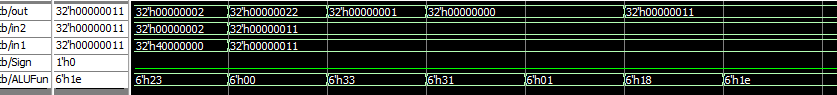 tb/out 32'h00000011 32'h00000002 32'h00000022 32'h00000001 32'h00000000 32'h00000011
tb/in2 32'h00000011 32'h00000002 32'h00000011
tb/in1 32'h00000011 32'h40000000 32'h00000011
tb/Sign 1'h0
tb/ALUFun 6'h1e 6'h23 6'h00 6'h33 6'h31 6'h01 6'h18 6'h1e